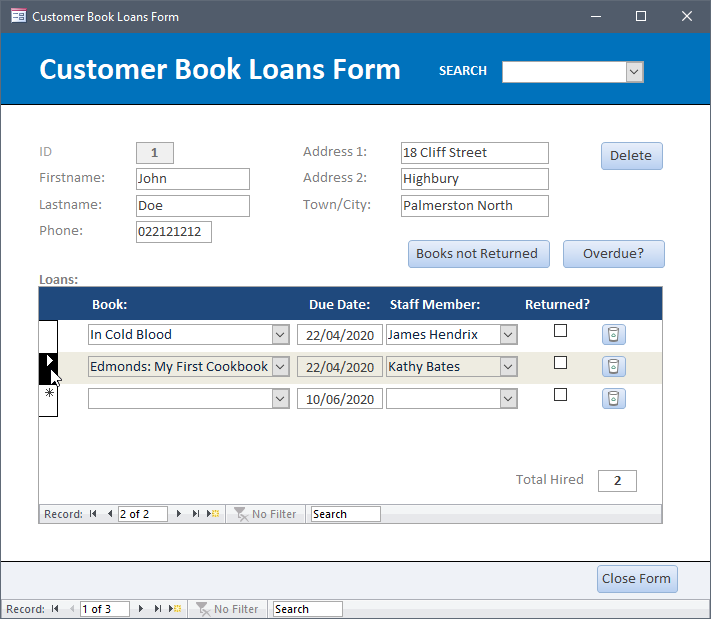 Customer Book Loans Form
Customer Book Loans Form SEARCH
ID 1 Address 1: 18 Cliff Street Delete
Firstname: John Address 2: Highbury
Lastname: Doe Town/City: Palmerston North
Phone: 022121212
Books not Returned Overdue?
Loans:
Book: Due Date: Staff Member: Returned?
In Cold Blood 22/04/2020 James Hendrix
Edmonds: My First Cookbook 22/04/2020 Kathy Bates
10/06/2020
Total Hired 2
Record: 2 of 2 No Filter Search
Close Form
Record: 1 of 3 No Filter Search